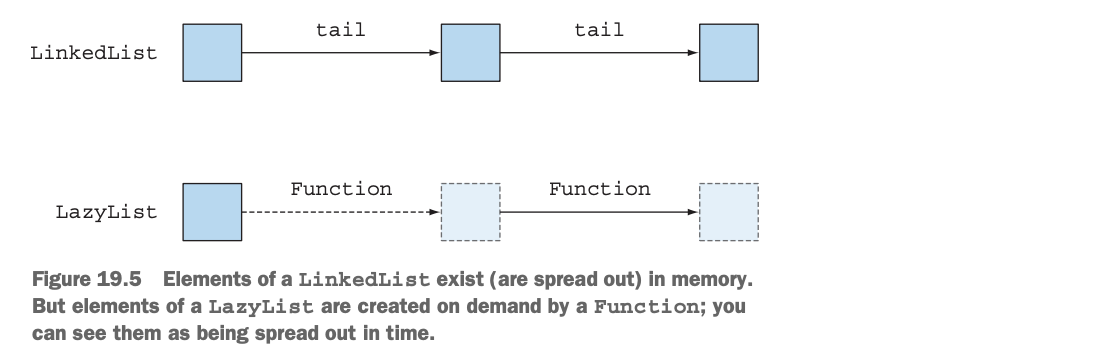 tail
tail
LinkedList
Function
Function
LazyList
Figure 19.5 Elements of a LinkedList exist (are spread out) in memory.
But elements of a LazyList are created on demand by a Function; you
can see them as being spread out in time.